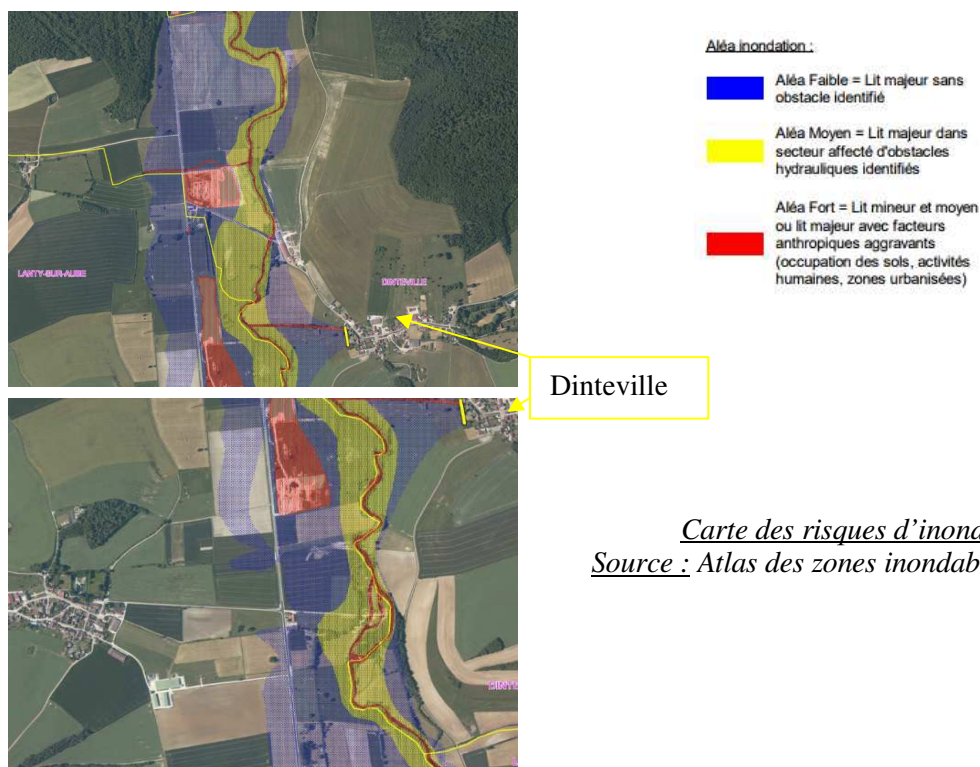 Aléa inondation :
Aléa Faible = Lit majeur sans
obstacle identifié
Aléa Moyen = Lit majeur dans
secteur affecté d'obstacles
hydrauliques identifiés
Aléa Fort = Lit mineur et moyen
ou lit majeur avec facteurs
anthropiques aggravants
(occupation des sols, activités
humaines, zones urbanisées)
LANTY-SUR-AUBE
DINTEVILLE
Dinteville
Carte des risques d’inond
Source : Atlas des zones inondab